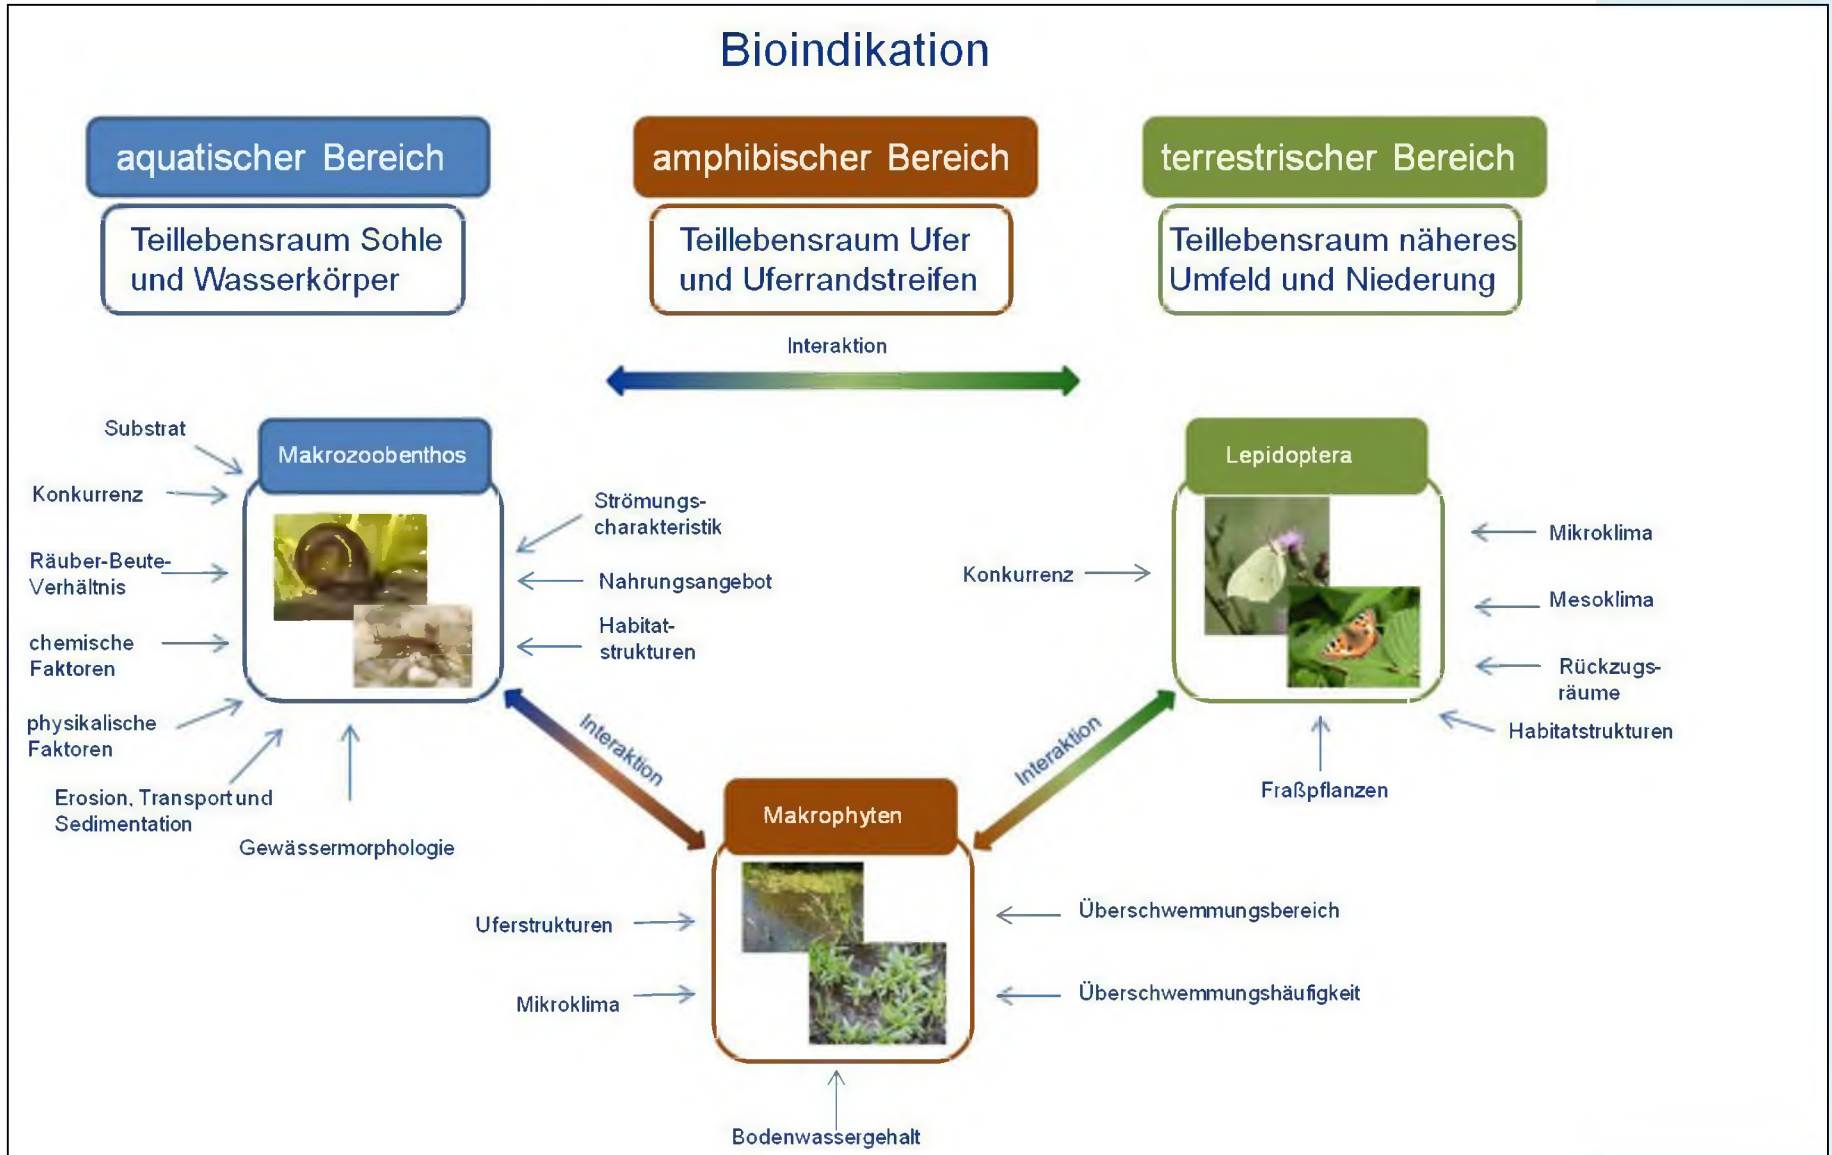 Bioindikation
aquatischer Bereich
Teillebensraum Sohle
und Wasserkörper
amphibischer Bereich
Teillebensraum Ufer
und Uferrandstreifen
terrestrischer Bereich
Teillebensraum näheres
Umfeld und Niederung
Interaktion
Makrozoobenthos
Substrat
Konkurrenz
Räuber-Beute-
Verhältnis
chemische
Faktoren
physikalische
Faktoren
Erosion, Transport und
Sedimentation
Gewässermorphologie
Strömungs-
charakteristik
Nahrungsangebot
Habitat-
strukturen
Interaktion
Lepidoptera
Konkurrenz
Mikroklima
Mesoklima
Rückzugs-
räume
Habitatstrukturen
Fraßpflanzen
Interaktion
Makrophyten
Uferstrukturen
Mikroklima
Überschwemmungsbereich
Überschwemmungshäufigkeit
Bodenwassergehalt